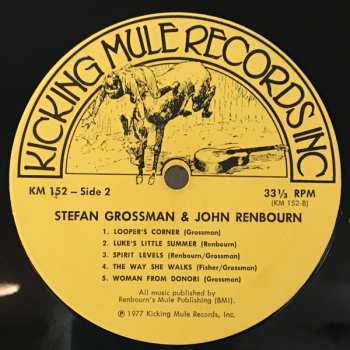 KICKING MULE RECORDS INC
KM 152 – Side 2
33⅓ RPM
(KM 152-B)
STEFAN GROSSMAN & JOHN RENBOURN
1. LOOPER'S CORNER (Grossman)
2. LUKE'S LITTLE SUMMER (Renbourn)
3. SPIRIT LEVELS (Renbourn/Grossman)
4. THE WAY SHE WALKS (Fisher/Grossman)
5. WOMAN FROM DONORI (Grossman)
All music published by
Renbourn's Mule Publishing (BMI).
℗ 1977 Kicking Mule Records, Inc.